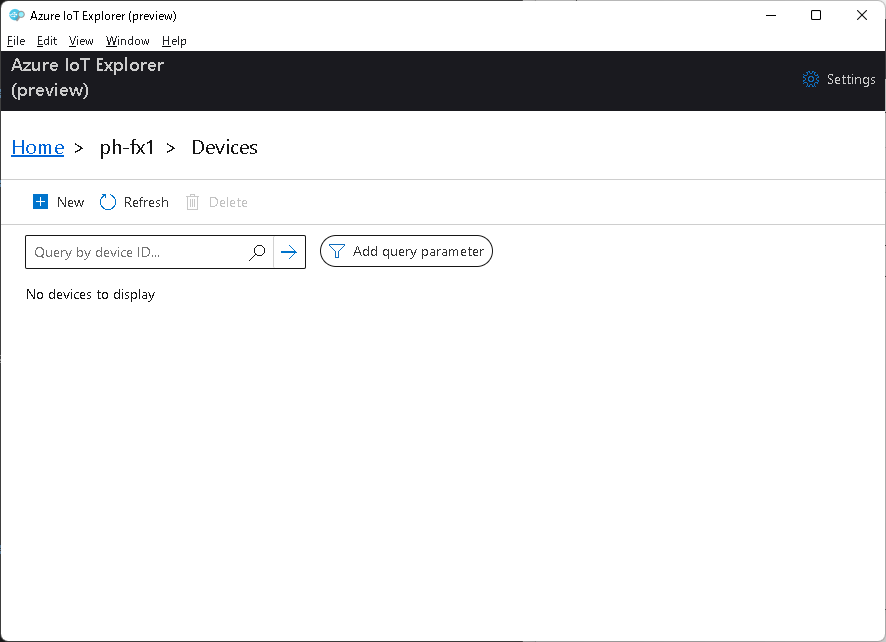 Azure IoT Explorer (preview)
File Edit View Window Help
Azure IoT Explorer
(preview)
Settings
Home > ph-fx1 > Devices
New Refresh Delete
Query by device ID... Add query parameter
No devices to display